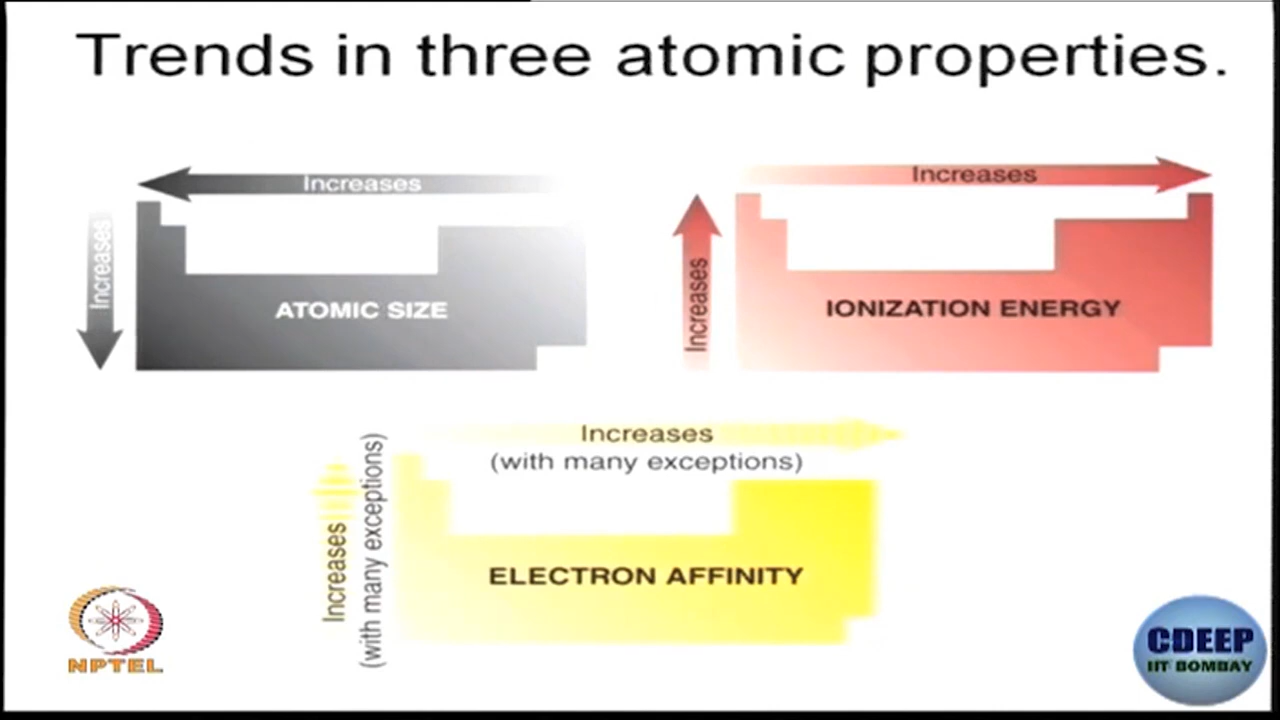 Trends in three atomic properties.
Increases
Increases
ATOMIC SIZE
Increases
Increases
IONIZATION ENERGY
Increases
(with many exceptions)
Increases
(with many exceptions)
ELECTRON AFFINITY
NPTEL
CDEEP
IIT BOMBAY